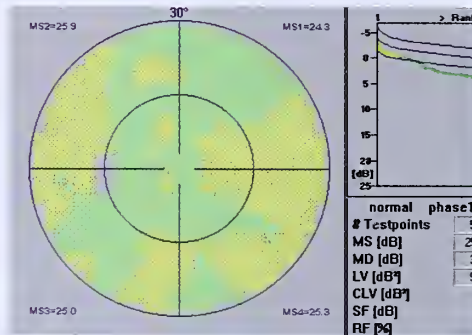 30°
MS2=25.9
MS1=24.3
MS3=25.0
MS4=25.3
1
-5
0
5
10
15
20
[dB]
25
normal
# Testpoints
MS [dB]
MD [dB]
LV [dB²]
CLV [dB²]
SF [dB]
RF [%]